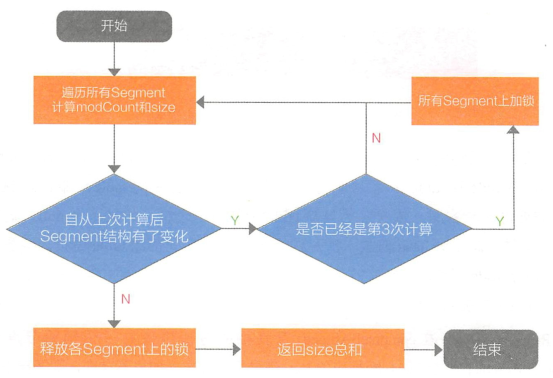 开始
遍历所有Segment
计算modCount和size
所有Segment上加锁
N
自从上次计算后
Segment结构有了变化
Y
是否已经是第3次计算
Y
N
释放各Segment上的锁
返回size总和
结束